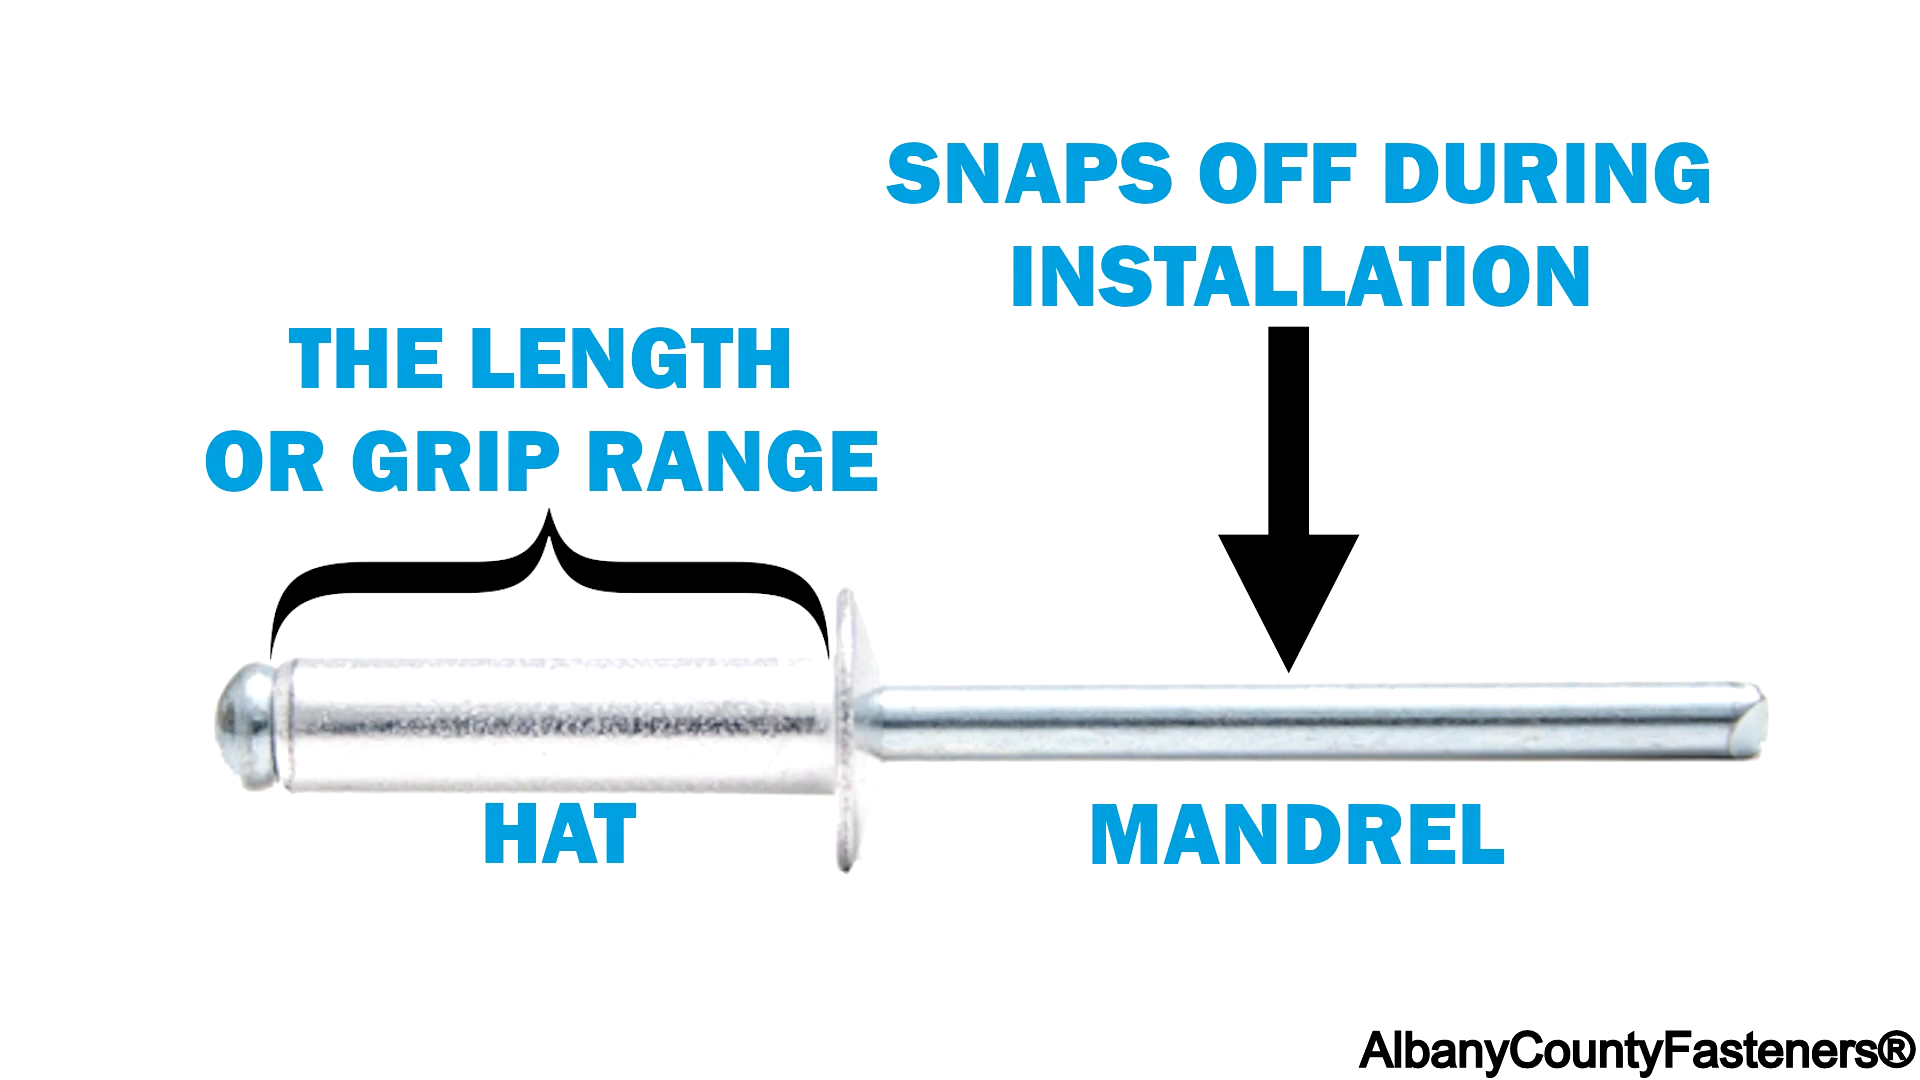 SNAPS OFF DURING
INSTALLATION
THE LENGTH
OR GRIP RANGE
HAT
MANDREL
AlbanyCountyFasteners®